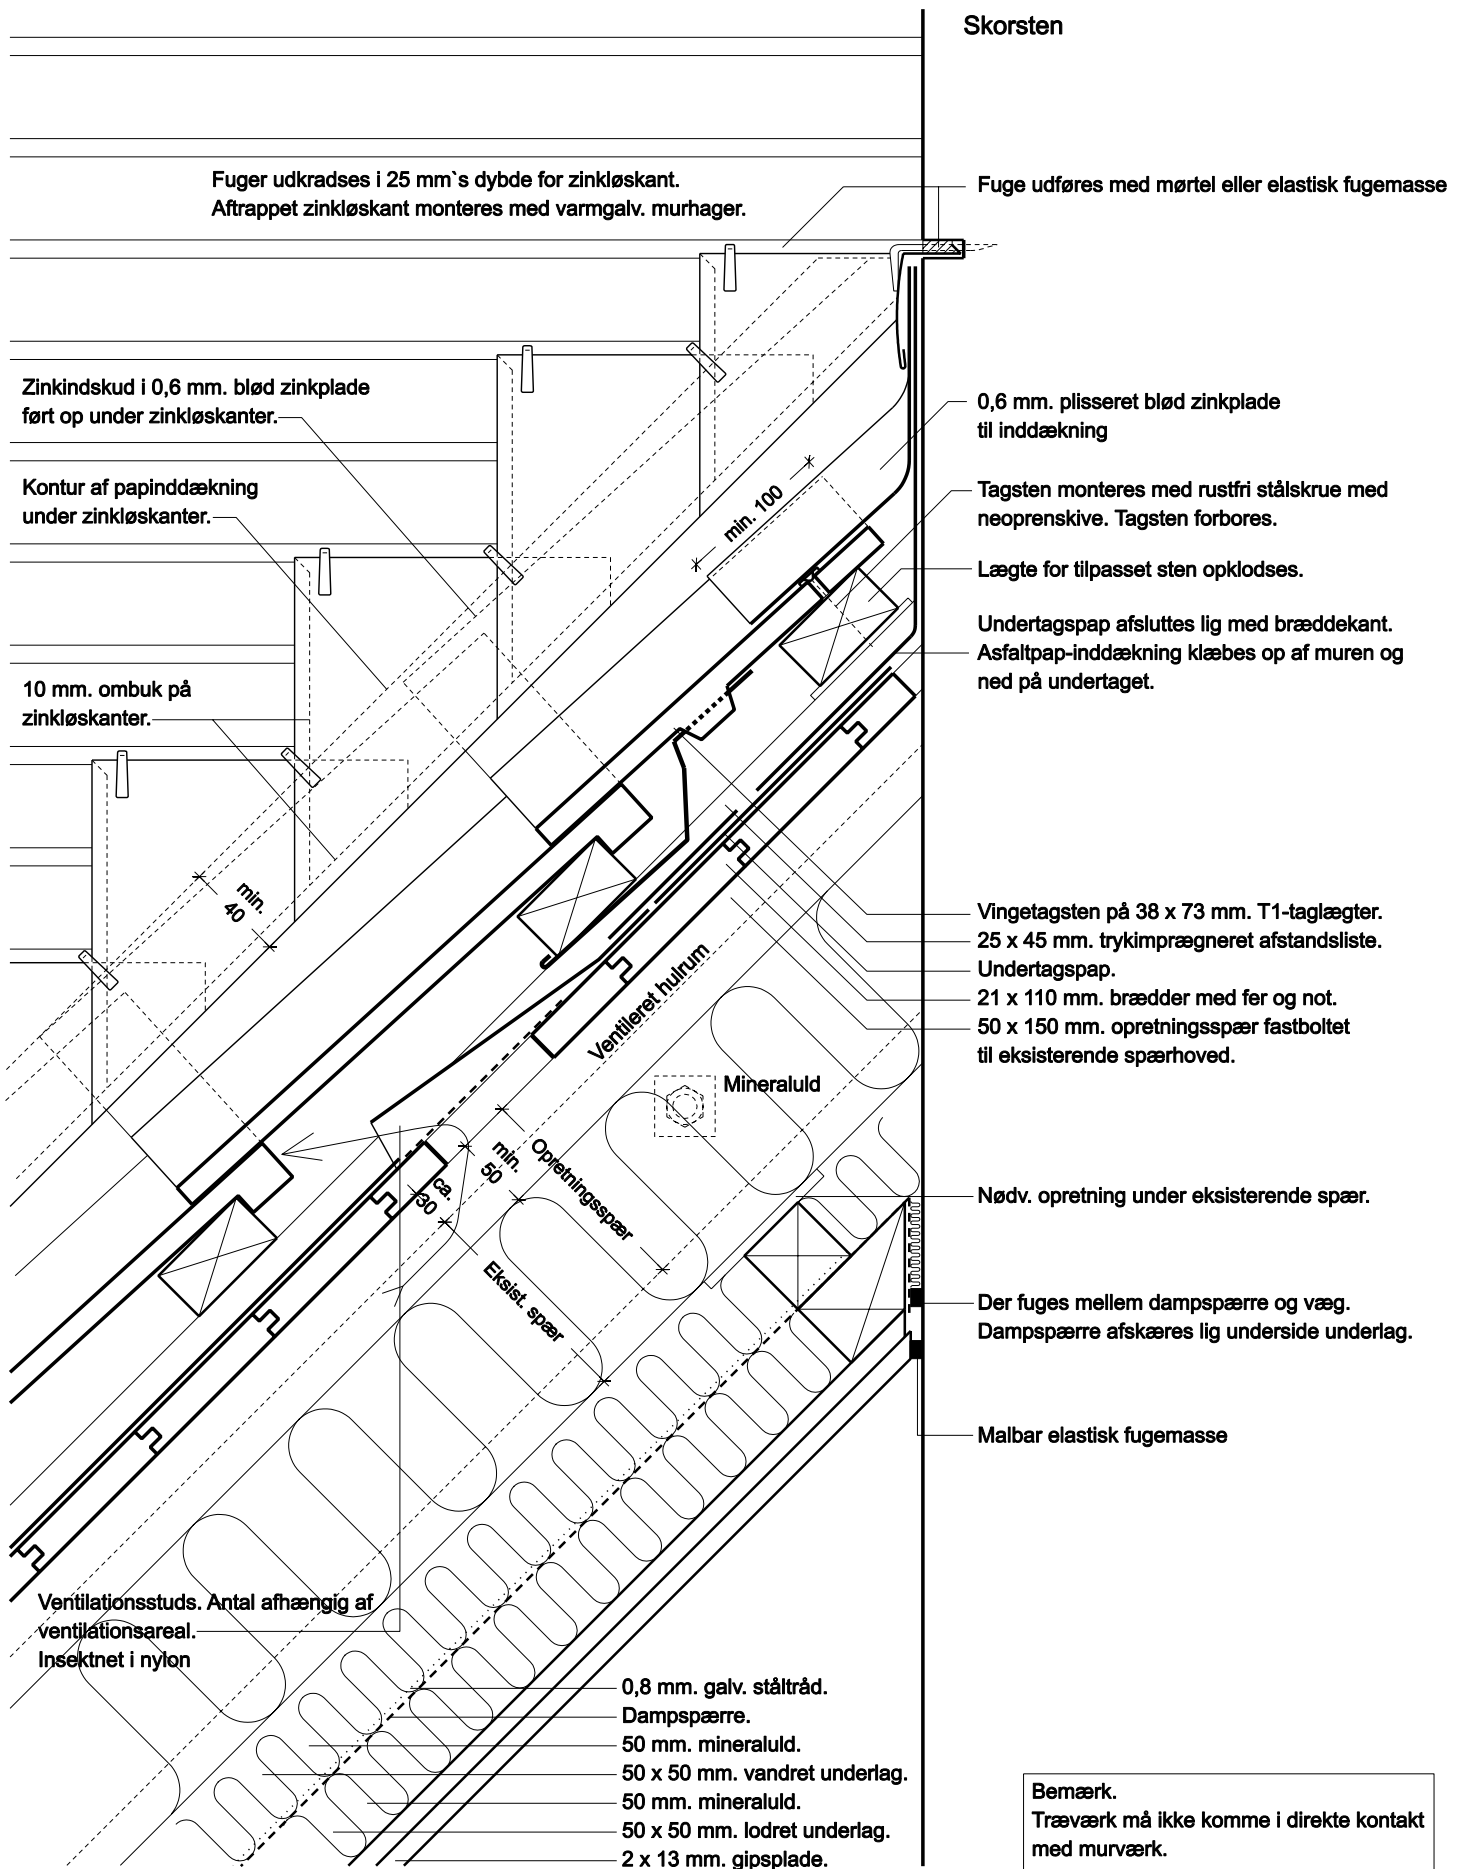 Skorsten
Fuger udkradses i 25 mm`s dybde for zinkløskant.
Aftrappet zinkløskant monteres med varmgalv. murhager.
Fuge udføres med mørtel eller elastisk fugemasse
Zinkindskud i 0,6 mm. blød zinkplade
ført op under zinkløskanter.
0,6 mm. plisseret blød zinkplade
til inddækning
Kontur af papinddækning
under zinkløskanter.
min. 100
Tagsten monteres med rustfri stålskrue med
neoprenskive. Tagsten forbores.
Lægte for tilpasset sten opklodses.
Undertagspap afsluttes lig med bræddekant.
Asfaltpap-inddækning klæbes op af muren og
ned på undertaget.
10 mm. ombuk på
zinkløskanter.
min.
40
Vingetagsten på 38 x 73 mm. T1-taglægter.
25 x 45 mm. trykimprægneret afstandsliste.
Undertagspap.
21 x 110 mm. brædder med fer og not.
50 x 150 mm. opretningsspær fastboltet
til eksisterende spærhoved.
Ventileret hulrum
Mineraluld
min.
50
Opretningsspær
ca.
30
Eksist. spær
Nødv. opretning under eksisterende spær.
Der fuges mellem dampspærre og væg.
Dampspærre afskæres lig underside underlag.
Malbar elastisk fugemasse
Ventilationsstuds. Antal afhængig af
ventilationsareal.
Insektnet i nylon
0,8 mm. galv. ståltråd.
Dampspærre.
50 mm. mineraluld.
50 x 50 mm. vandret underlag.
50 mm. mineraluld.
50 x 50 mm. lodret underlag.
2 x 13 mm. gipsplade.
Bemærk.
Træværk må ikke komme i direkte kontakt
med murværk.